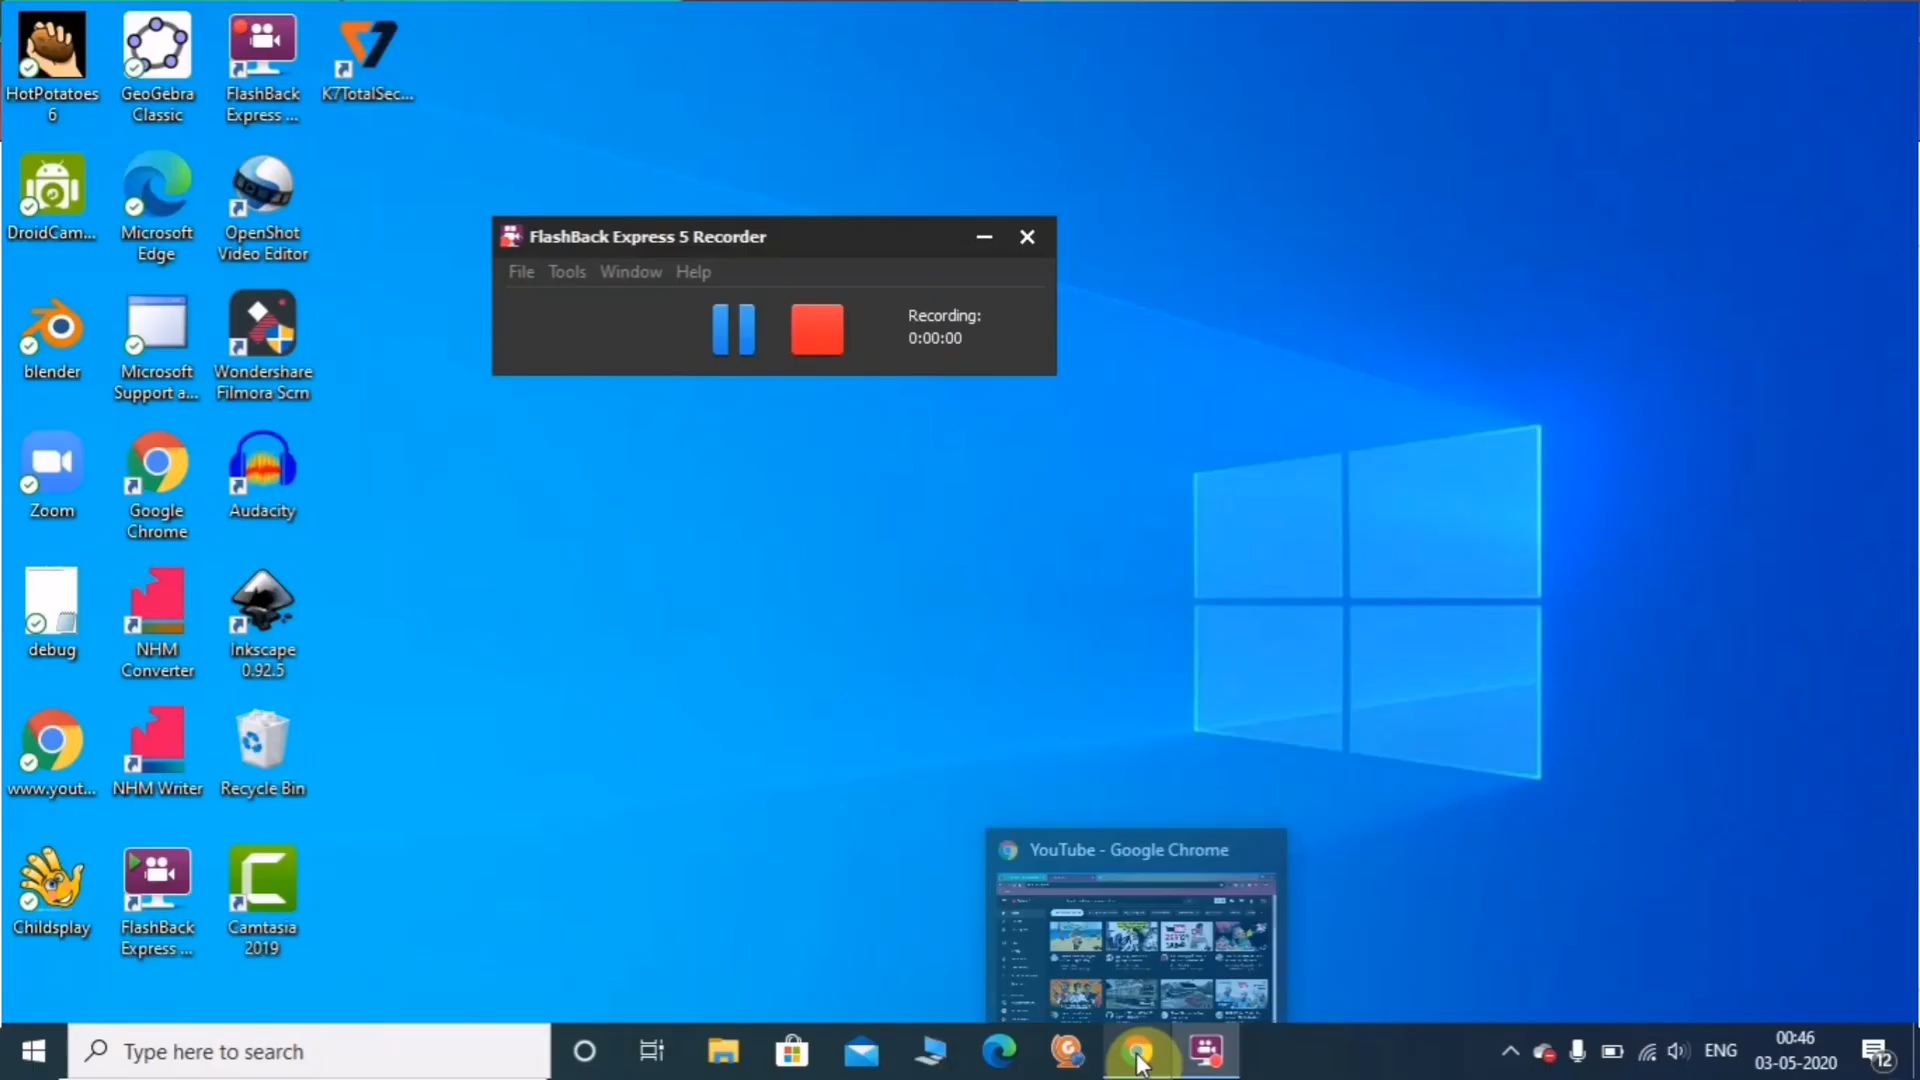 HotPotatoes
6
GeoGebra
Classic
FlashBack
Express ...
K7TotalSec...
DroidCam...
Microsoft
Edge
OpenShot
Video Editor
blender
Microsoft
Support a...
Wondershare
Filmora Scrn
Zoom
Google
Chrome
Audacity
debug
NHM
Converter
Inkscape
0.92.5
www.yout...
NHM Writer
Recycle Bin
Childsplay
FlashBack
Express ...
Camtasia
2019
FlashBack Express 5 Recorder
File Tools Window Help
Recording:
0:00:00
YouTube - Google Chrome
Type here to search
ENG
00:46
03-05-2020
12